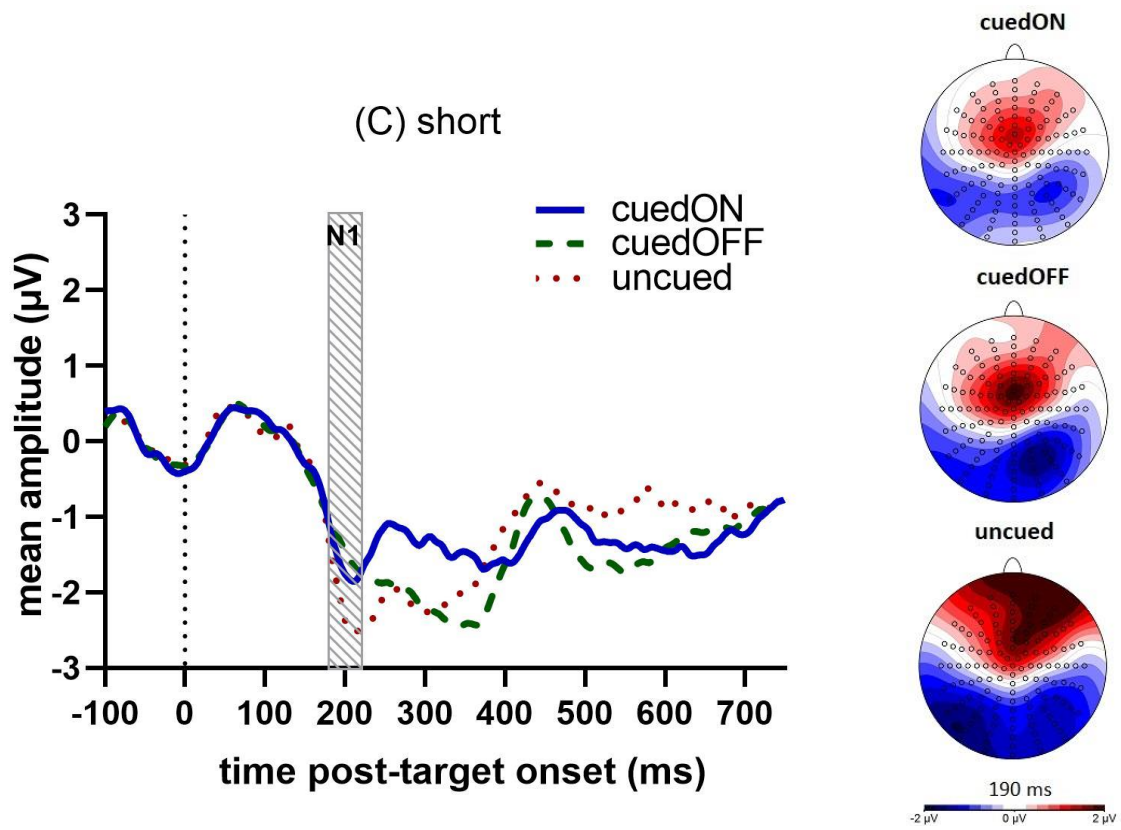 (C) short
N1
cuedON
cuedOFF
uncued
mean amplitude (µV)
3
2
1
0
-1
-2
-3
-100 0 100 200 300 400 500 600 700
time post-target onset (ms)
cuedON
cuedOFF
uncued
190 ms
-2 µV 0 µV 2 µV